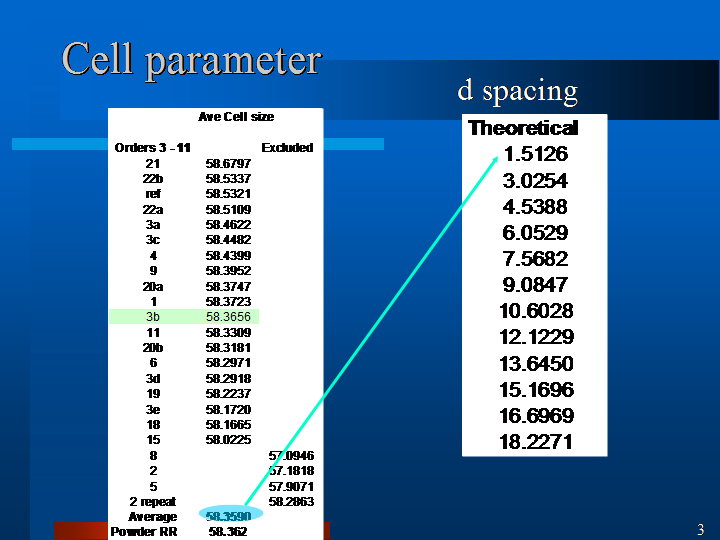 Cell parameter
d spacing
Ave Cell size
Orders 3 -11 Excluded
21 58.6797
22b 58.5337
ref 58.5321
22a 58.5109
3a 58.4622
3c 58.4482
4 58.4399
9 58.3952
20a 58.3747
1 58.3723
3b 58.3656
11 58.3309
20b 58.3181
6 58.2971
3d 58.2918
19 58.2237
3e 58.1720
18 58.1665
15 58.0225
8 57.0946
2 57.1818
5 57.9071
2 repeat 58.2863
Average 58.3590
Powder RR 58.362
Theoretical
1.5126
3.0254
4.5388
6.0529
7.5682
9.0847
10.6028
12.1229
13.6450
15.1696
16.6969
18.2271
3